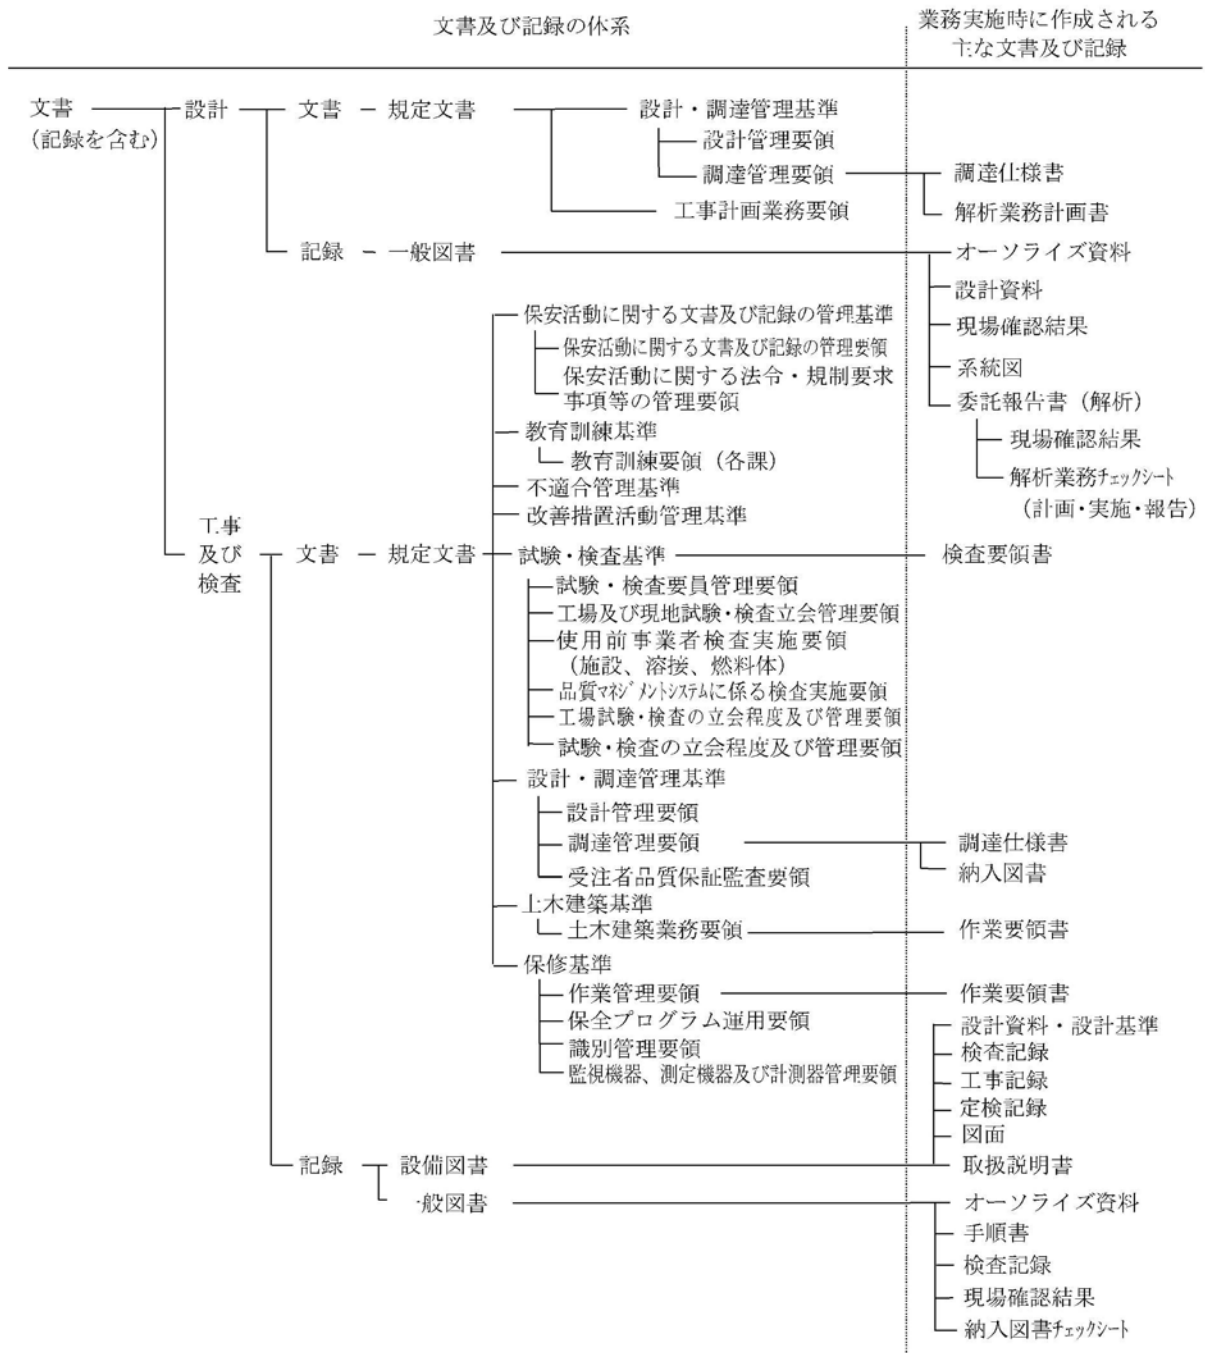 文書及び記録の体系
業務実施時に作成される
主な文書及び記録
文書
(記録を含む)
設計
文書
規定文書
設計・調達管理基準
設計管理要領
調達管理要領
調達仕様書
解析業務計画書
工事計画業務要領
記録
一般図書
オーソライズ資料
設計資料
現場確認結果
系統図
委託報告書（解析）
現場確認結果
解析業務チェックシート
（計画・実施・報告）
工事
及び
検査
文書
規定文書
保安活動に関する文書及び記録の管理基準
保安活動に関する文書及び記録の管理要領
保安活動に関する法令・規制要求
事項等の管理要領
教育訓練基準
教育訓練要領（各課）
不適合管理基準
改善措置活動管理基準
試験・検査基準
検査要領書
試験・検査要員管理要領
工場及び現地試験・検査立会管理要領
使用前事業者検査実施要領
（施設、溶接、燃料体）
品質マネジメントシステムに係る検査実施要領
工場試験・検査の立会程度及び管理要領
試験・検査の立会程度及び管理要領
設計・調達管理基準
設計管理要領
調達管理要領
調達仕様書
納入図書
受注者品質保証監査要領
土木建築基準
土木建築業務要領
作業要領書
保修基準
作業管理要領
作業要領書
保全プログラム運用要領
識別管理要領
監視機器、測定機器及び計測器管理要領
記録
設備図書
設計資料・設計基準
検査記録
工事記録
定検記録
図面
取扱説明書
一般図書
オーソライズ資料
手順書
検査記録
現場確認結果
納入図書チェックシート